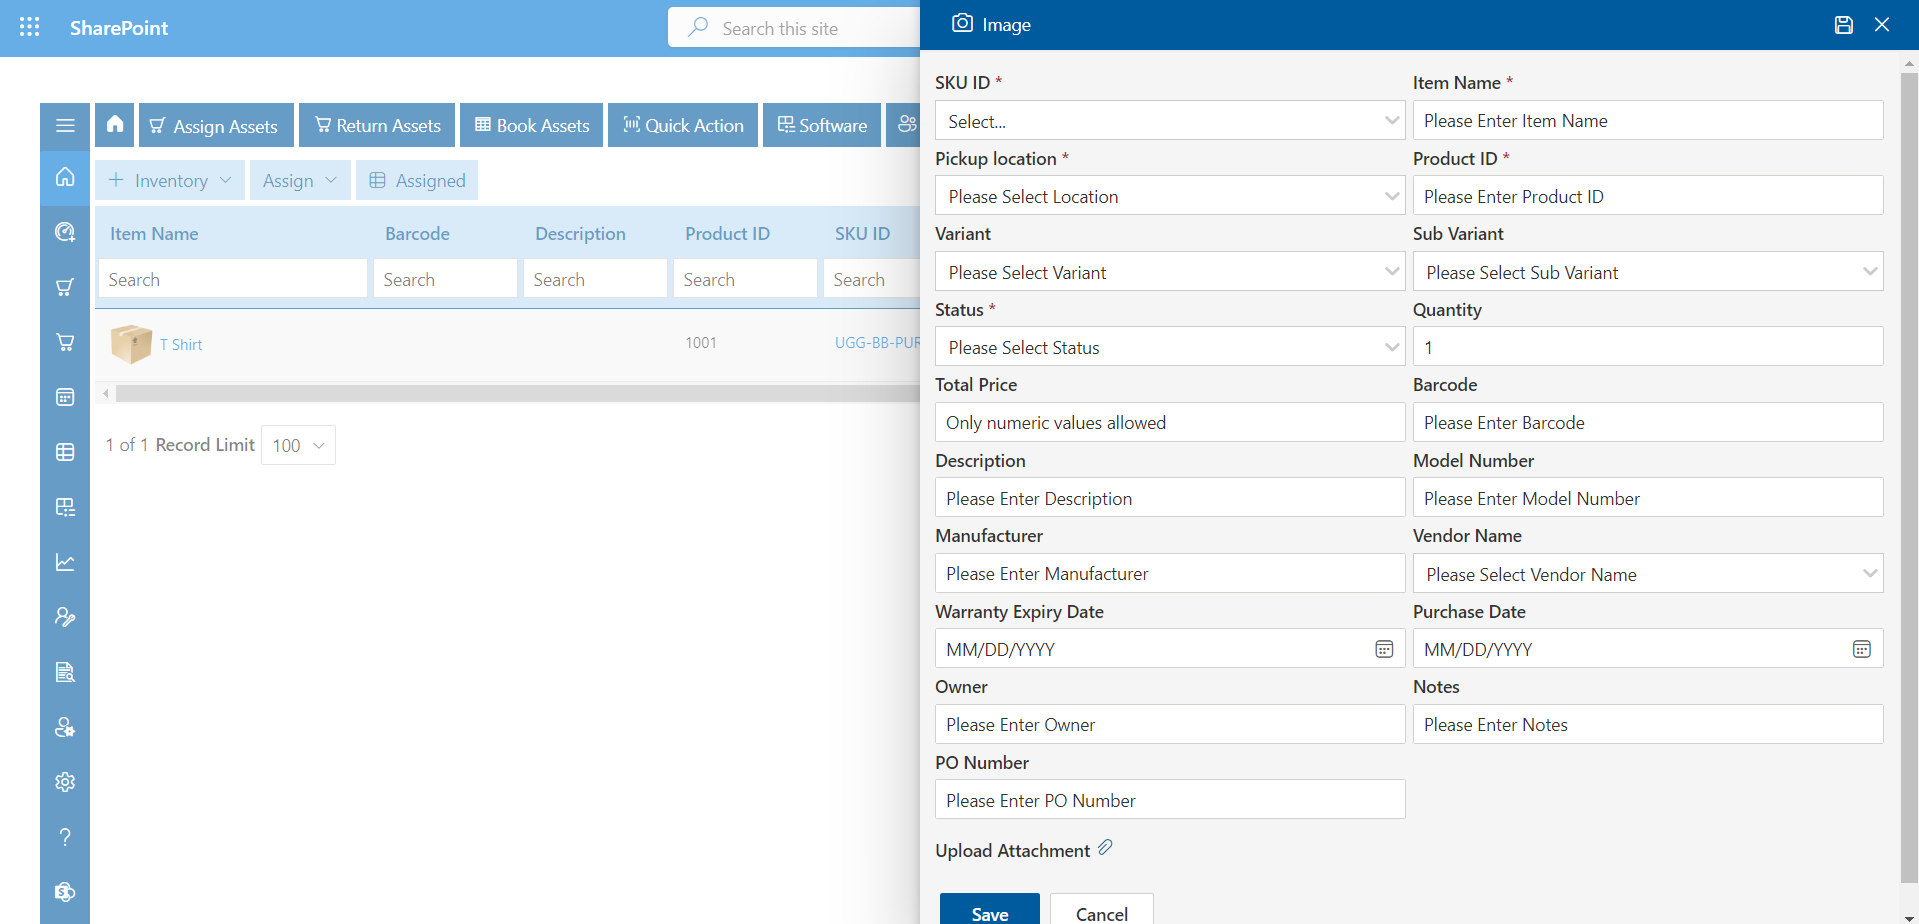 SharePoint
Search this site
Image
Assign Assets
Return Assets
Book Assets
Quick Action
Software
Inventory
Assign
Assigned
Item Name
Barcode
Description
Product ID
SKU ID
Search
Search
Search
Search
Search
T Shirt
1001
UGG-BB-PUR
1 of 1 Record Limit 100
SKU ID *
Select...
Item Name *
Please Enter Item Name
Pickup location *
Please Select Location
Product ID *
Please Enter Product ID
Variant
Please Select Variant
Sub Variant
Please Select Sub Variant
Status *
Please Select Status
Quantity
1
Total Price
Only numeric values allowed
Barcode
Please Enter Barcode
Description
Please Enter Description
Model Number
Please Enter Model Number
Manufacturer
Please Enter Manufacturer
Vendor Name
Please Select Vendor Name
Warranty Expiry Date
MM/DD/YYYY
Purchase Date
MM/DD/YYYY
Owner
Please Enter Owner
Notes
Please Enter Notes
PO Number
Please Enter PO Number
Upload Attachment
Save
Cancel